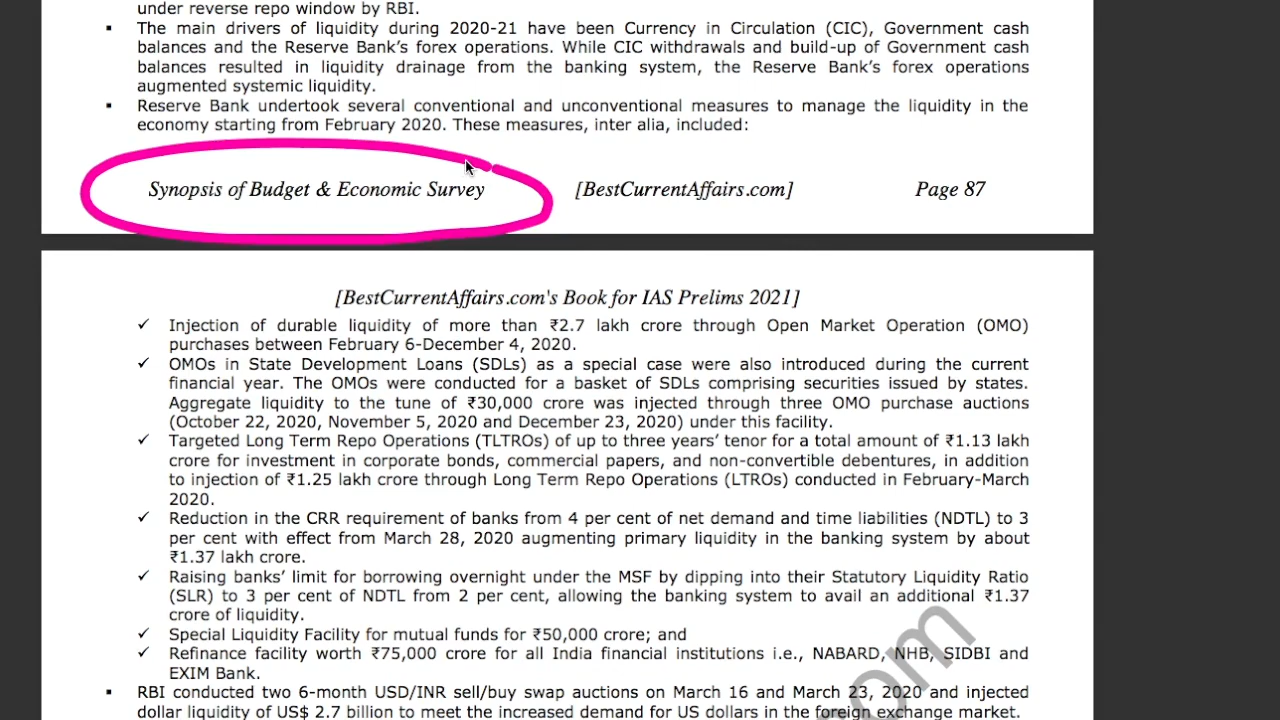 under reverse repo window by RBI.
▪ The main drivers of liquidity during 2020-21 have been Currency in Circulation (CIC), Government cash
balances and the Reserve Bank's forex operations. While CIC withdrawals and build-up of Government cash
balances resulted in liquidity drainage from the banking system, the Reserve Bank's forex operations
augmented systemic liquidity.
▪ Reserve Bank undertook several conventional and unconventional measures to manage the liquidity in the
economy starting from February 2020. These measures, inter alia, included:
Synopsis of Budget & Economic Survey [BestCurrentAffairs.com] Page 87
[BestCurrentAffairs.com's Book for IAS Prelims 2021]
✓ Injection of durable liquidity of more than ₹2.7 lakh crore through Open Market Operation (OMO)
purchases between February 6-December 4, 2020.
✓ OMOs in State Development Loans (SDLs) as a special case were also introduced during the current
financial year. The OMOs were conducted for a basket of SDLs comprising securities issued by states.
Aggregate liquidity to the tune of ₹30,000 crore was injected through three OMO purchase auctions
(October 22, 2020, November 5, 2020 and December 23, 2020) under this facility.
✓ Targeted Long Term Repo Operations (TLTROs) of up to three years' tenor for a total amount of ₹1.13 lakh
crore for investment in corporate bonds, commercial papers, and non-convertible debentures, in addition
to injection of ₹1.25 lakh crore through Long Term Repo Operations (LTROs) conducted in February-March
2020.
✓ Reduction in the CRR requirement of banks from 4 per cent of net demand and time liabilities (NDTL) to 3
per cent with effect from March 28, 2020 augmenting primary liquidity in the banking system by about
₹1.37 lakh crore.
✓ Raising banks' limit for borrowing overnight under the MSF by dipping into their Statutory Liquidity Ratio
(SLR) to 3 per cent of NDTL from 2 per cent, allowing the banking system to avail an additional ₹1.37
crore of liquidity.
✓ Special Liquidity Facility for mutual funds for ₹50,000 crore; and
✓ Refinance facility worth ₹75,000 crore for all India financial institutions i.e., NABARD, NHB, SIDBI and
EXIM Bank.
▪ RBI conducted two 6-month USD/INR sell/buy swap auctions on March 16 and March 23, 2020 and injected
dollar liquidity of US$ 2.7 billion to meet the increased demand for US dollars in the foreign exchange market.
om